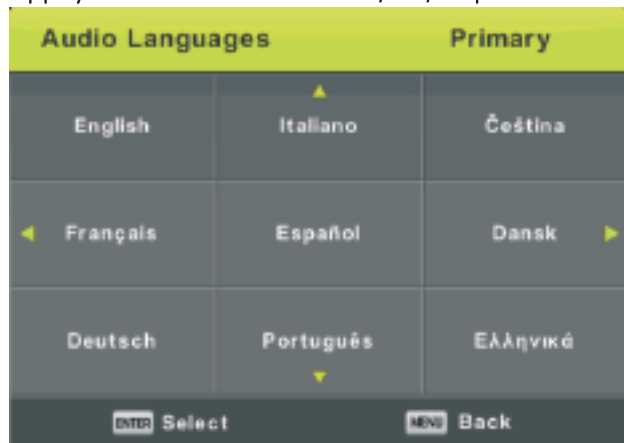 Audio Languages Primary
English Italiano Čeština
Français Español Dansk
Deutsch Português Ελληνικά
ENTER Select MENU Back